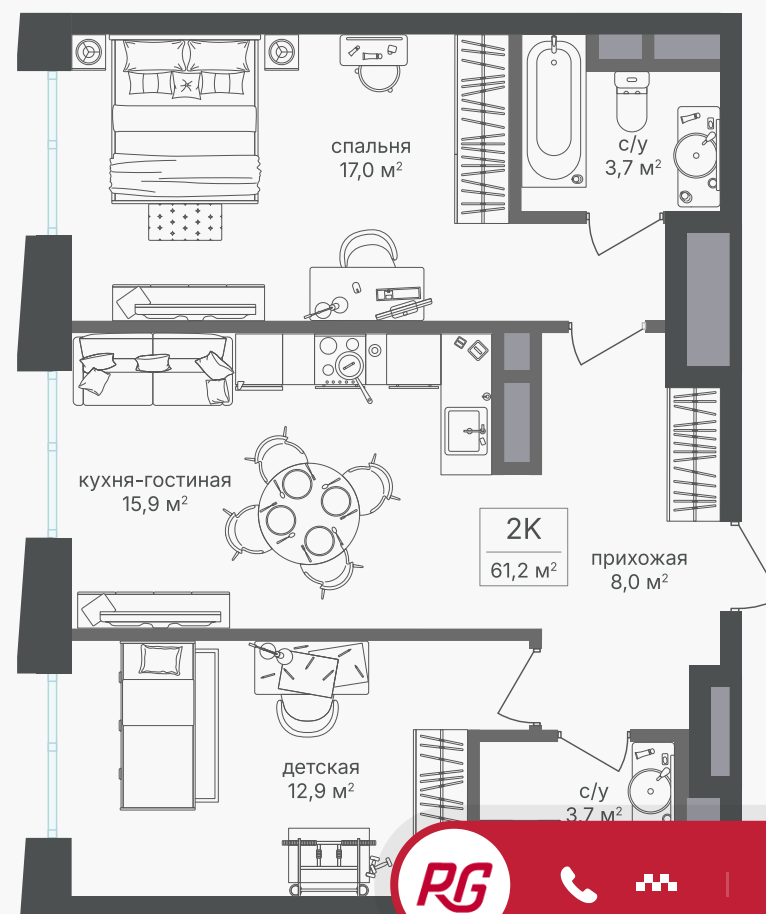 спальня
17,0 м²
с/у
3,7 м²
кухня-гостиная
15,9 м²
2К
61,2 м²
прихожая
8,0 м²
детская
12,9 м²
с/у
3,7 м²
RG